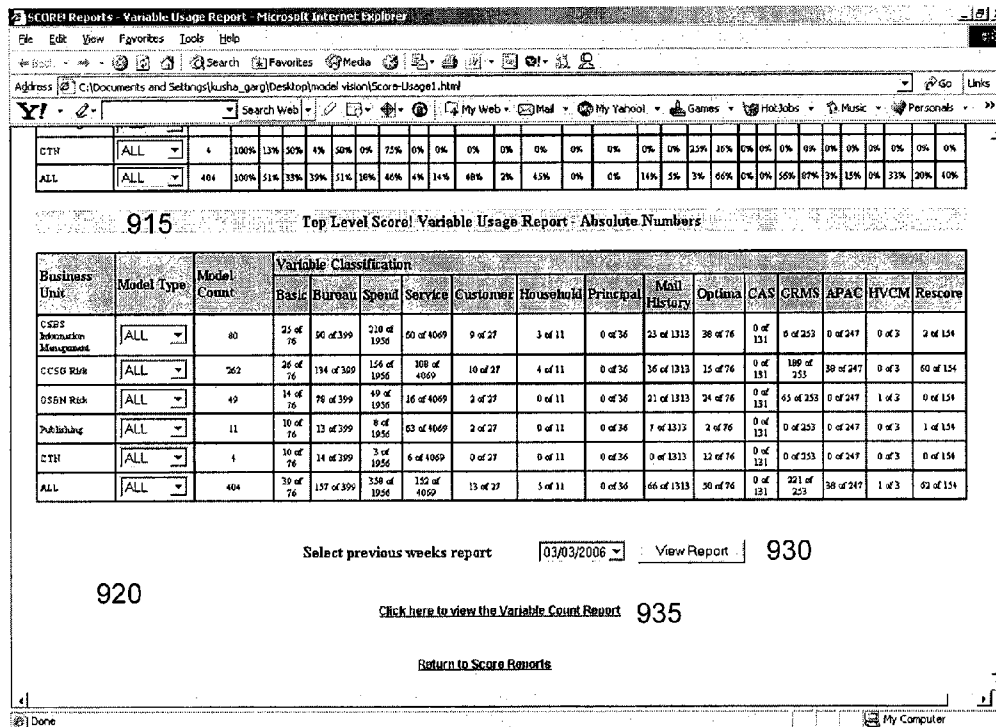 SCORE! Reports - Variable Usage Report - Microsoft Internet Explorer
File Edit View Favorites Tools Help
Search Favorites Media
Address C:\Documents and Settings\kusha_garg\Desktop\model vision\Score-Usage1.html Go Links
Y! Search Web My Web Mail My Yahoo! Games HotJobs Music Personals »
CTN ALL 4 100% 13% 50% 4% 50% 0% 75% 0% 0% 0% 0% 0% 0% 0% 0% 0% 25% 16% 0% 0% 0% 0% 0% 0% 0% 0% 0% 0%
ALL ALL 404 100% 51% 33% 39% 51% 18% 46% 4% 14% 48% 2% 45% 0% 0% 14% 5% 3% 66% 0% 0% 56% 87% 3% 15% 0% 33% 20% 40%
915 Top Level Score! Variable Usage Report - Absolute Numbers
Business Unit Model Type Model Count Variable Classification
Basic Bureau Spend Service Customer Household Principal Mail History Optima CAS GRMS APAC HVCM Rescore
CSBS Information Management ALL 80 25 of 76 90 of 399 210 of 1956 60 of 4069 9 of 27 3 of 11 0 of 36 23 of 1313 38 of 76 0 of 131 6 of 253 0 of 247 0 of 3 2 of 154
CCSG Risk ALL 262 26 of 76 134 of 399 156 of 1956 108 of 4069 10 of 27 4 of 11 0 of 36 36 of 1313 15 of 76 0 of 131 189 of 253 38 of 247 0 of 3 60 of 154
OSBN Risk ALL 49 14 of 76 78 of 399 49 of 1956 16 of 4069 2 of 27 0 of 11 0 of 36 21 of 1313 24 of 76 0 of 131 65 of 253 0 of 247 1 of 3 0 of 154
Publishing ALL 11 10 of 76 13 of 399 8 of 1956 63 of 4069 2 of 27 0 of 11 0 of 36 7 of 1313 2 of 76 0 of 131 0 of 253 0 of 247 0 of 3 1 of 154
CTN ALL 4 10 of 76 14 of 399 3 of 1956 6 of 4069 0 of 27 0 of 11 0 of 36 0 of 1313 12 of 76 0 of 131 0 of 253 0 of 247 0 of 3 0 of 154
ALL ALL 404 39 of 76 157 of 399 358 of 1956 152 of 4069 13 of 27 5 of 11 0 of 36 66 of 1313 50 of 76 0 of 131 221 of 253 38 of 247 1 of 3 62 of 154
Select previous weeks report 03/03/2006 View Report 930
920
Click here to view the Variable Count Report 935
Return to Score Reports
Done My Computer